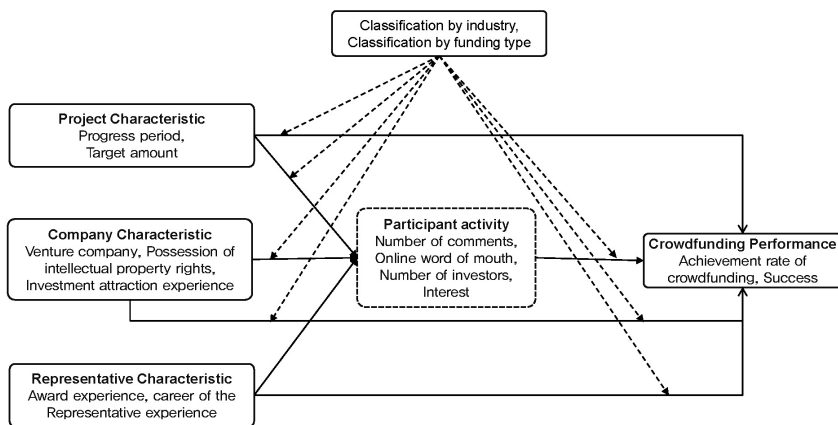 Classification by industry,
Classification by funding type
Project Characteristic
Progress period,
Target amount
Company Characteristic
Venture company, Possession of
intellectual property rights,
Investment attraction experience
Participant activity
Number of comments,
Online word of mouth,
Number of investors,
Interest
Crowdfunding Performance
Achievement rate of
crowdfunding, Success
Representative Characteristic
Award experience, career of the
Representative experience